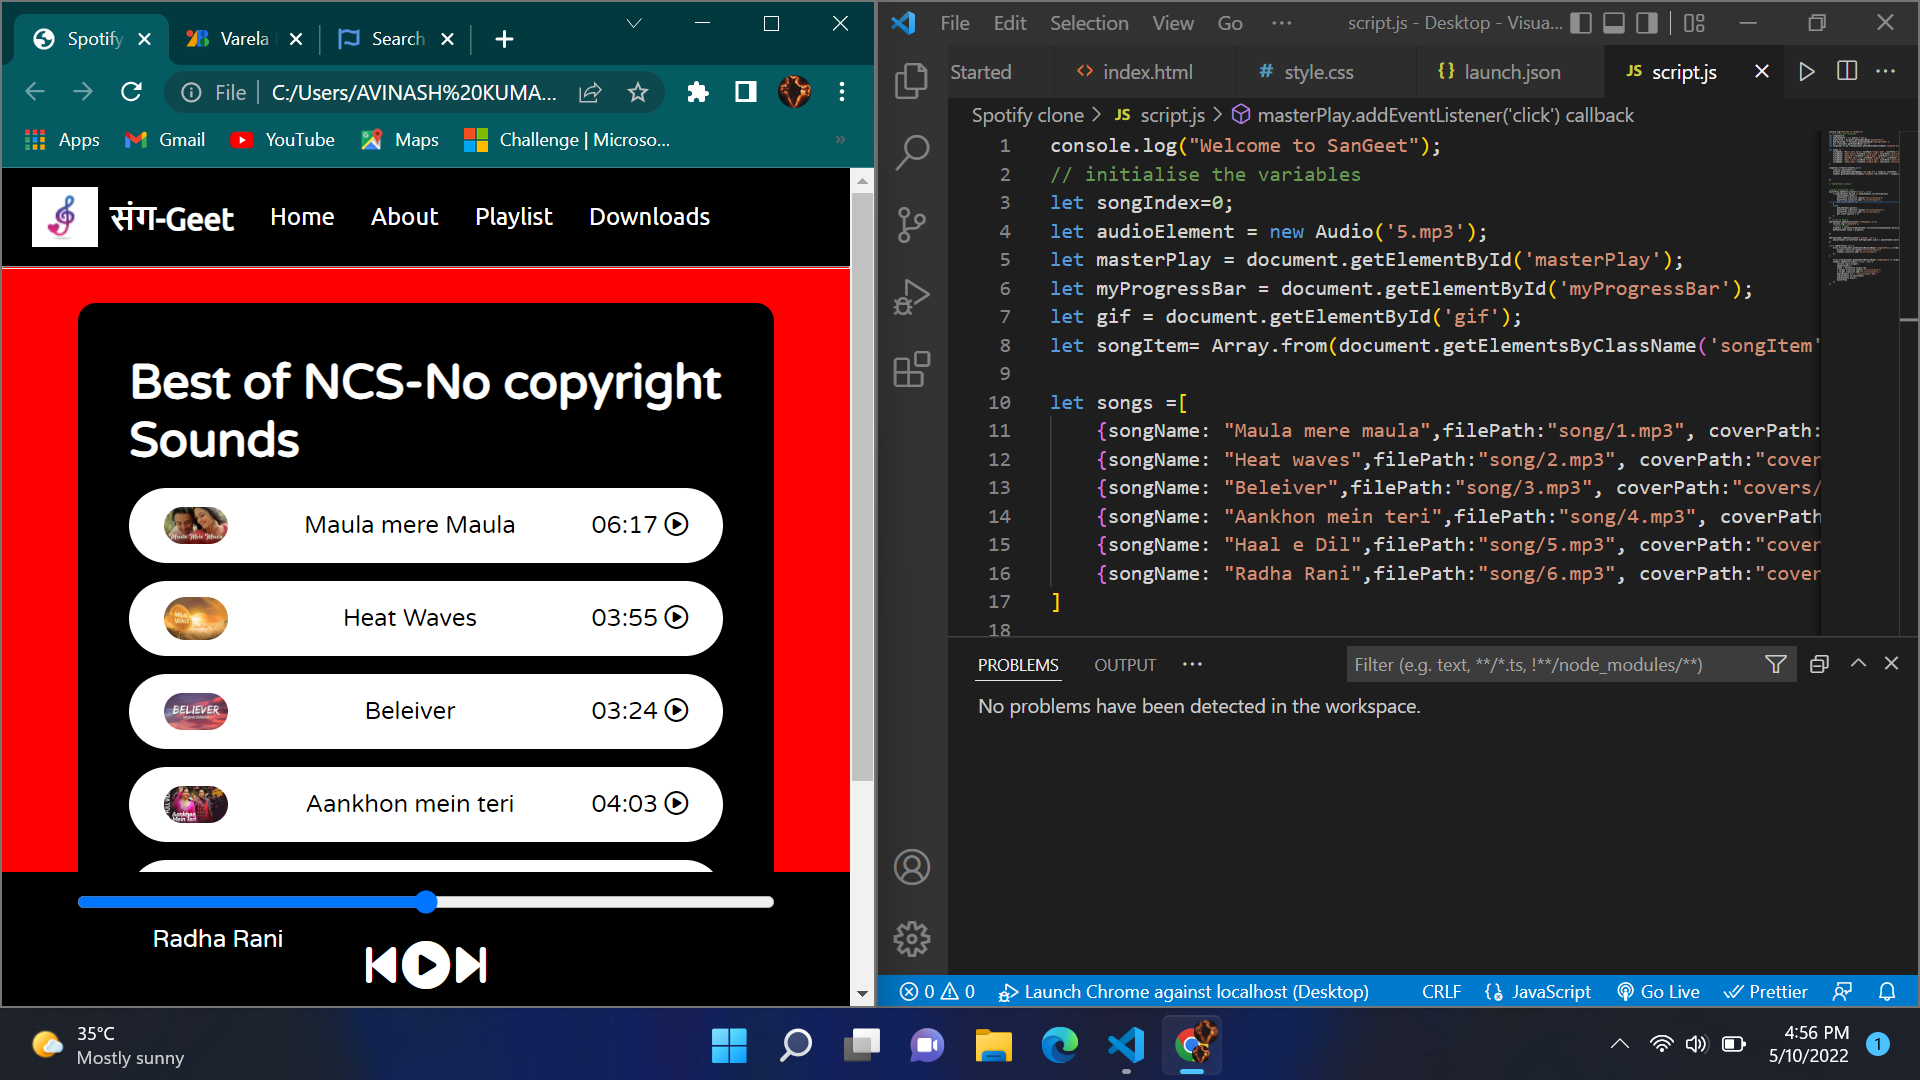 Spotify
Varela
Search
File
C:/Users/AVINASH%20KUMA...
Apps
Gmail
YouTube
Maps
Challenge | Microso...
»
संग-Geet
Home
About
Playlist
Downloads
Best of NCS-No copyright
Sounds
Maula mere Maula
06:17
Heat Waves
03:55
BELIEVER
Beleiver
03:24
Aankhon mein teri
04:03
Radha Rani
File Edit Selection View Go ···
script.js - Desktop - Visua...
Started
<> index.html
# style.css
{} launch.json
JS script.js
Spotify clone > JS script.js > masterPlay.addEventListener('click') callback
1 console.log("Welcome to SanGeet");
2 // initialise the variables
3 let songIndex=0;
4 let audioElement = new Audio('5.mp3');
5 let masterPlay = document.getElementById('masterPlay');
6 let myProgressBar = document.getElementById('myProgressBar');
7 let gif = document.getElementById('gif');
8 let songItem= Array.from(document.getElementsByClassName('songItem'
9
10 let songs =[
11 {songName: "Maula mere maula",filePath:"song/1.mp3", coverPath:
12 {songName: "Heat waves",filePath:"song/2.mp3", coverPath:"cover
13 {songName: "Beleiver",filePath:"song/3.mp3", coverPath:"covers/
14 {songName: "Aankhon mein teri",filePath:"song/4.mp3", coverPath
15 {songName: "Haal e Dil",filePath:"song/5.mp3", coverPath:"cover
16 {songName: "Radha Rani",filePath:"song/6.mp3", coverPath:"cover
17 ]
18
PROBLEMS
OUTPUT
···
Filter (e.g. text, **/*.ts, !**/node_modules/**)
No problems have been detected in the workspace.
0 0
Launch Chrome against localhost (Desktop)
CRLF
JavaScript
Go Live
Prettier
35°C
Mostly sunny
4:56 PM
5/10/2022
1